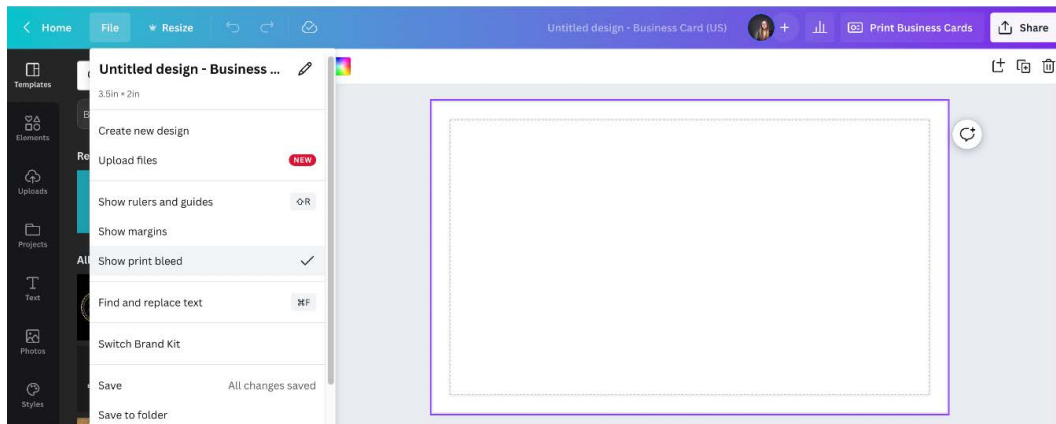 Home File Resize Untitled design - Business Card (US) + Print Business Cards Share
Templates
Elements
Uploads
Projects
Text
Photos
Styles
B
Re
All
Untitled design - Business ...
3.5in × 2in
Create new design
Upload files NEW
Show rulers and guides ⇧R
Show margins
Show print bleed
Find and replace text ⌘F
Switch Brand Kit
Save All changes saved
Save to folder